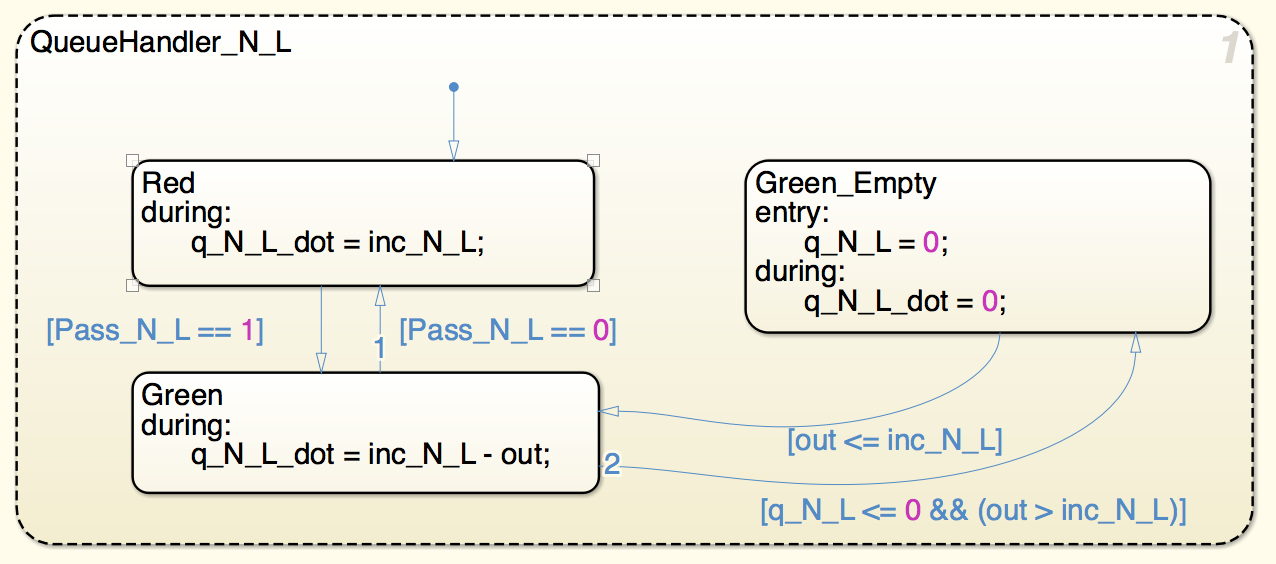 QueueHandler_N_L
1
Red
during:
q_N_L_dot = inc_N_L;
Green_Empty
entry:
q_N_L = 0;
during:
q_N_L_dot = 0;
[Pass_N_L == 1]
1
[Pass_N_L == 0]
Green
during:
q_N_L_dot = inc_N_L - out;
[out <= inc_N_L]
2
[q_N_L <= 0 && (out > inc_N_L)]